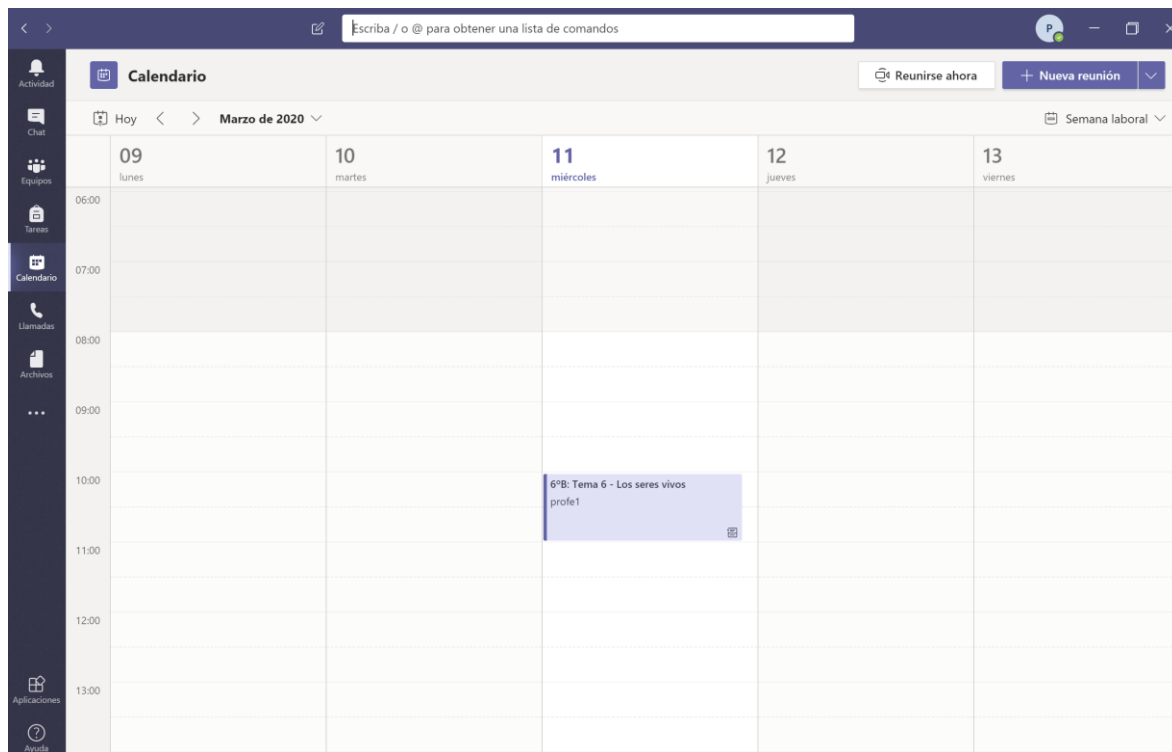 Escriba / o @ para obtener una lista de comandos
P
Actividad
Chat
Equipos
Tareas
Calendario
Llamadas
Archivos
Aplicaciones
Ayuda
Calendario
Reunirse ahora
+ Nueva reunión
Hoy
Marzo de 2020
Semana laboral
09
lunes
10
martes
11
miércoles
12
jueves
13
viernes
06:00
07:00
08:00
09:00
10:00
6ºB: Tema 6 - Los seres vivos
profe1
11:00
12:00
13:00